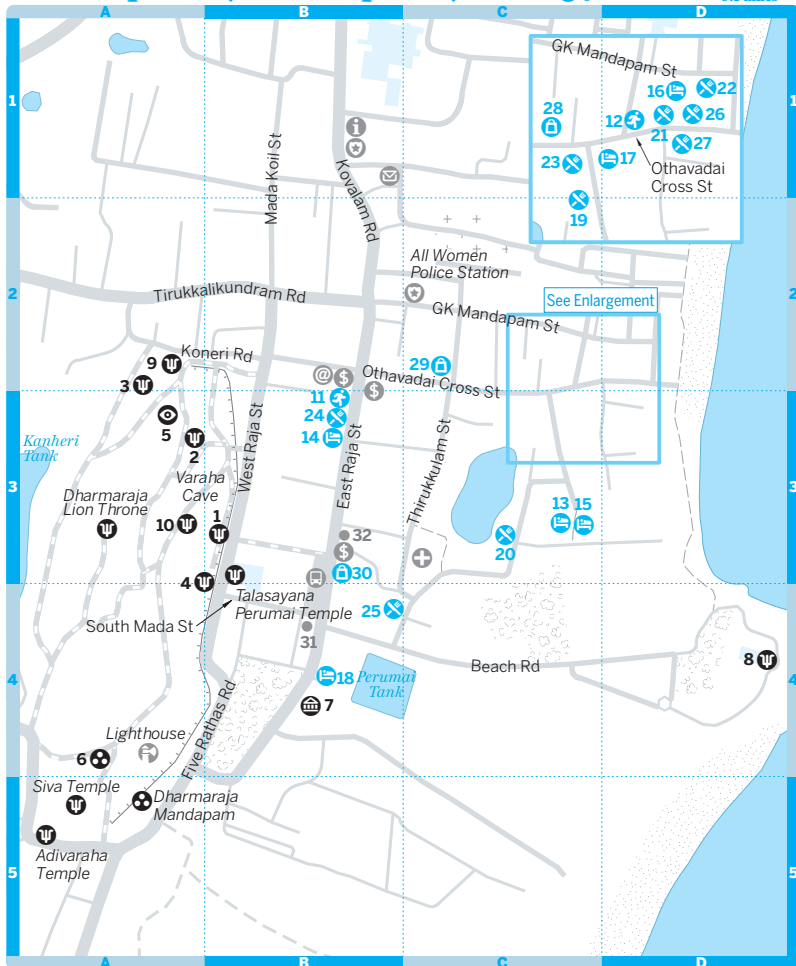 A
B
C
D
1
GK Mandapam St
16
22
28
12
26
21
27
23
17
Othavadai
Cross St
19
1
Mada Koil St
Kovalam Rd
All Women
Police Station
2
Tirukkalikundram Rd
GK Mandapam St
See Enlargement
2
Koneri Rd
9
3
@
$
$
Othavadai Cross St
29
11
24
14
5
2
Kanheri
Tank
West Raja St
East Raja St
Thirukkulam St
3
Varaha
Cave
Dharmaraja
Lion Throne
10
1
32
$
13
15
20
3
4
30
Talasayana
Perumal Temple
25
South Mada St
31
Beach Rd
8
4
18
Perumal
Tank
7
4
Five Rathas Rd
Lighthouse
6
Siva Temple
Dharmaraja
Mandapam
Adivaraha
Temple
5
5
A
B
C
D